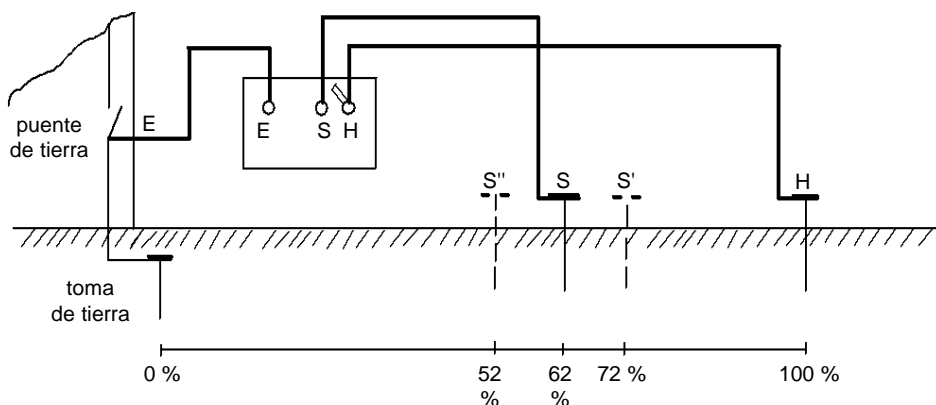 puente
de tierra
E
E
S
H
S"
S
S'
H
toma
de tierra
0 %
52
%
62
%
72 %
100 %